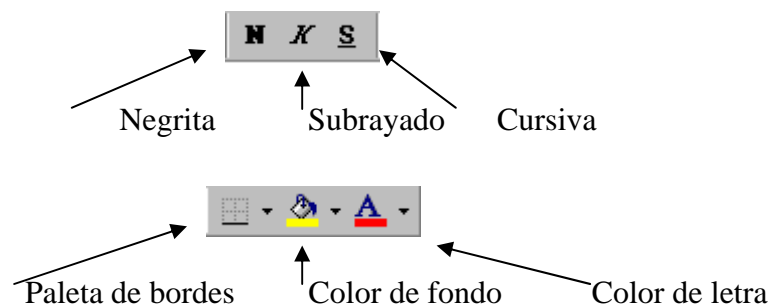 N K S
Negrita Subrayado Cursiva
A
Paleta de bordes Color de fondo Color de letra